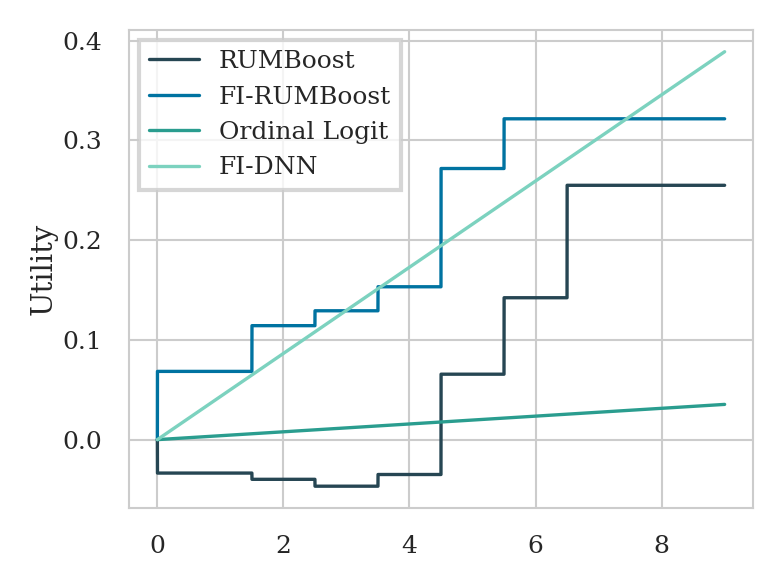 RUMBoost
FI-RUMBoost
Ordinal Logit
FI-DNN
Utility
0.4
0.3
0.2
0.1
0.0
0 2 4 6 8